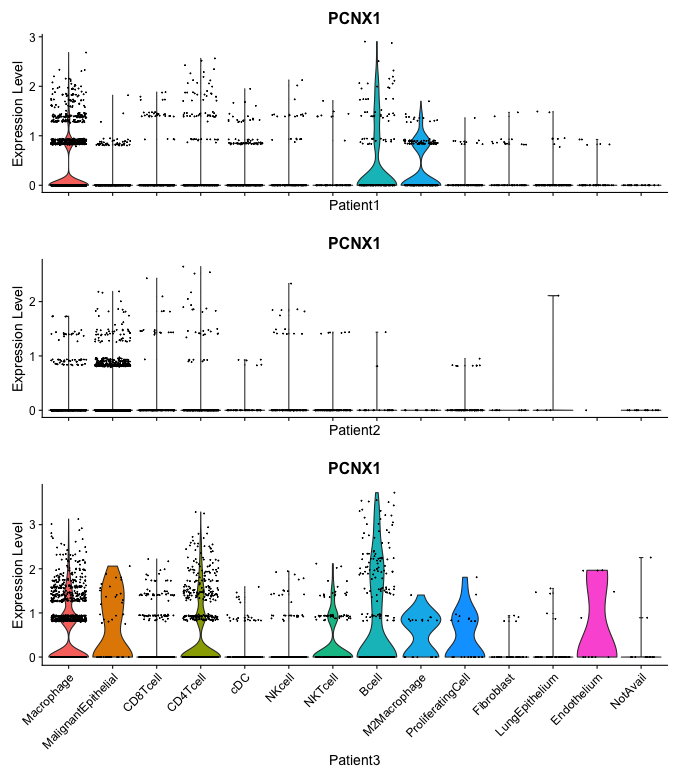 PCNX1
Expression Level
3
2
1
0
Patient1
PCNX1
Expression Level
2
1
0
Patient2
PCNX1
Expression Level
3
2
1
0
Macrophage
MalignantEpithelial
CD8Tcell
CD4Tcell
cDC
NKcell
NKTcell
Bcell
M2Macrophage
ProliferatingCell
Fibroblast
LungEpithelium
Endothelium
NotAvail
Patient3